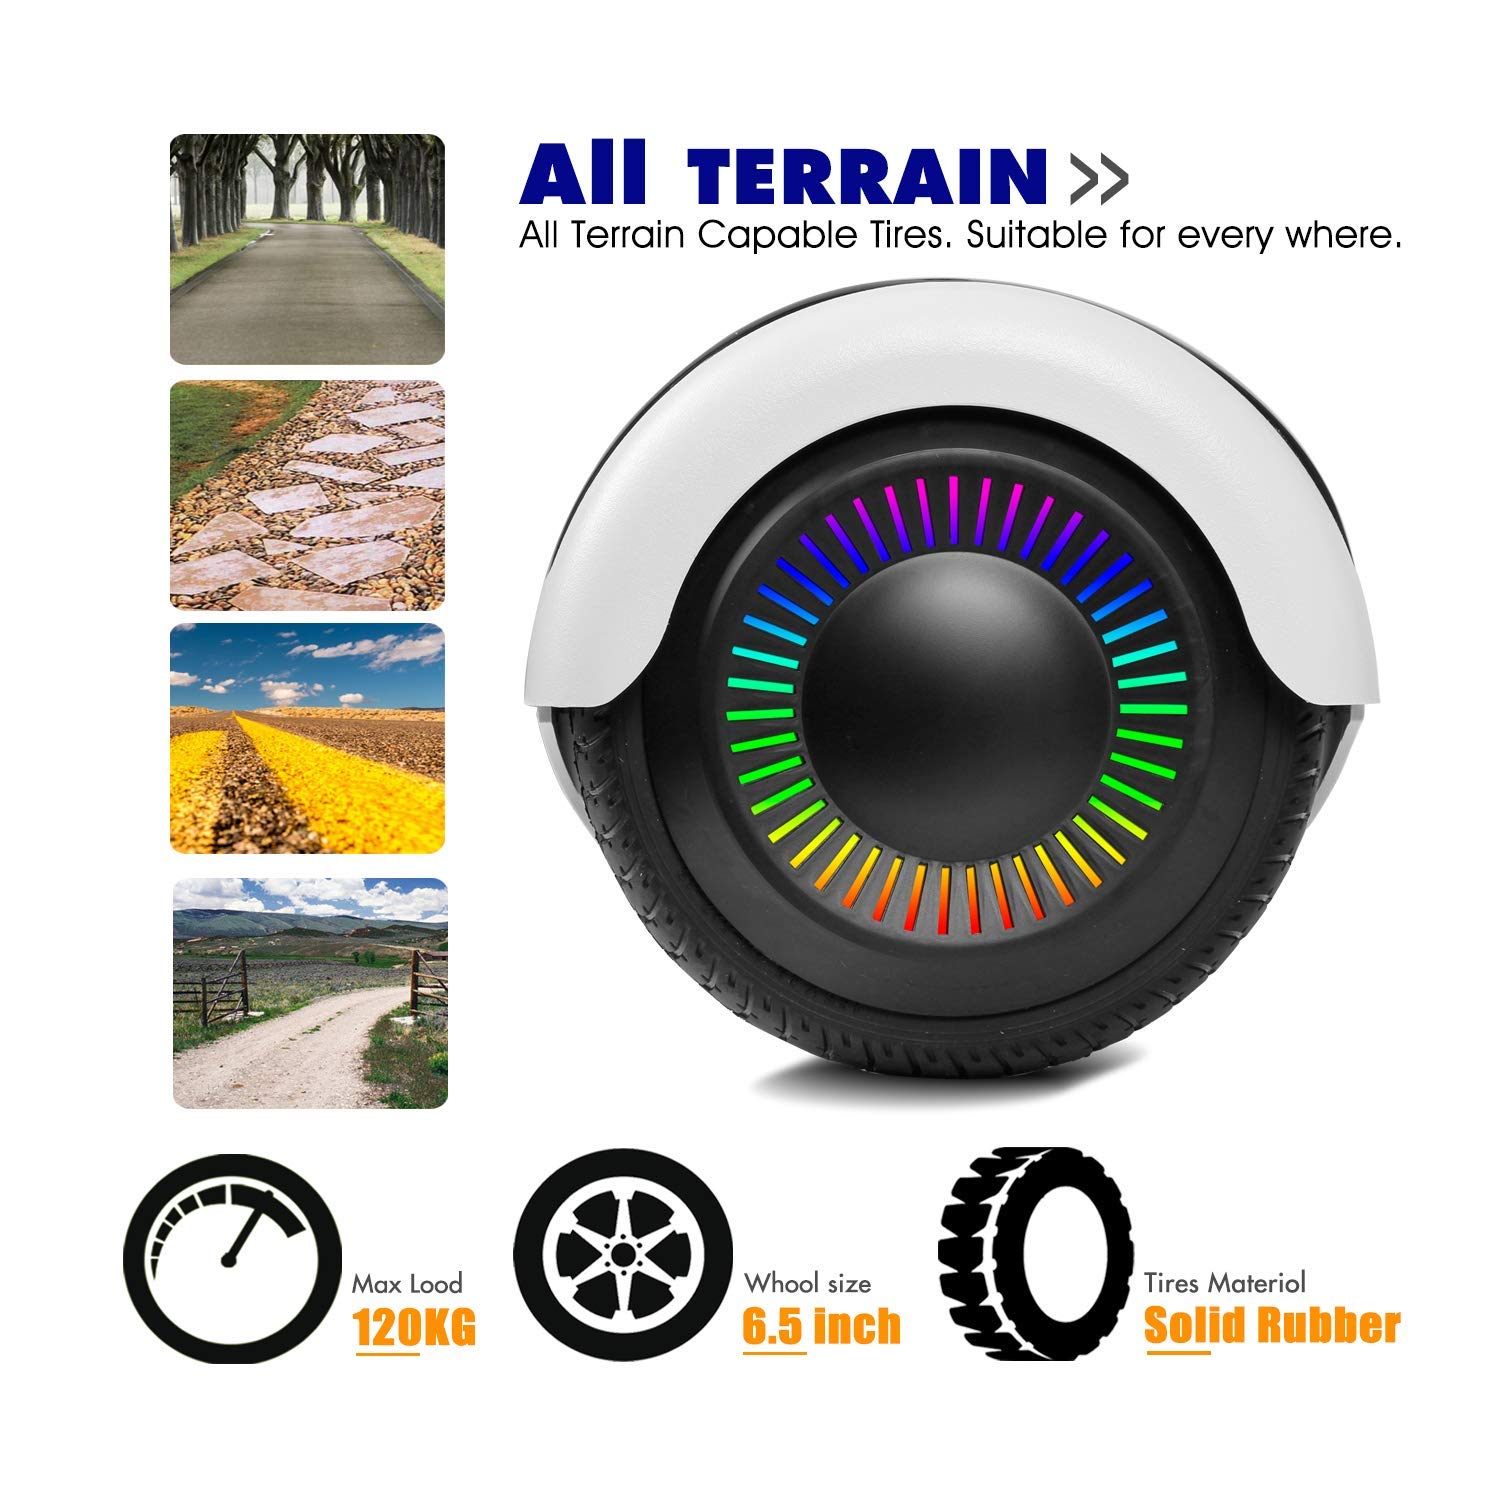 All TERRAIN >>
All Terrain Capable Tires. Suitable for every where.
Max Lood
120KG
Whool size
6.5 inch
Tires Materiol
Solid Rubber